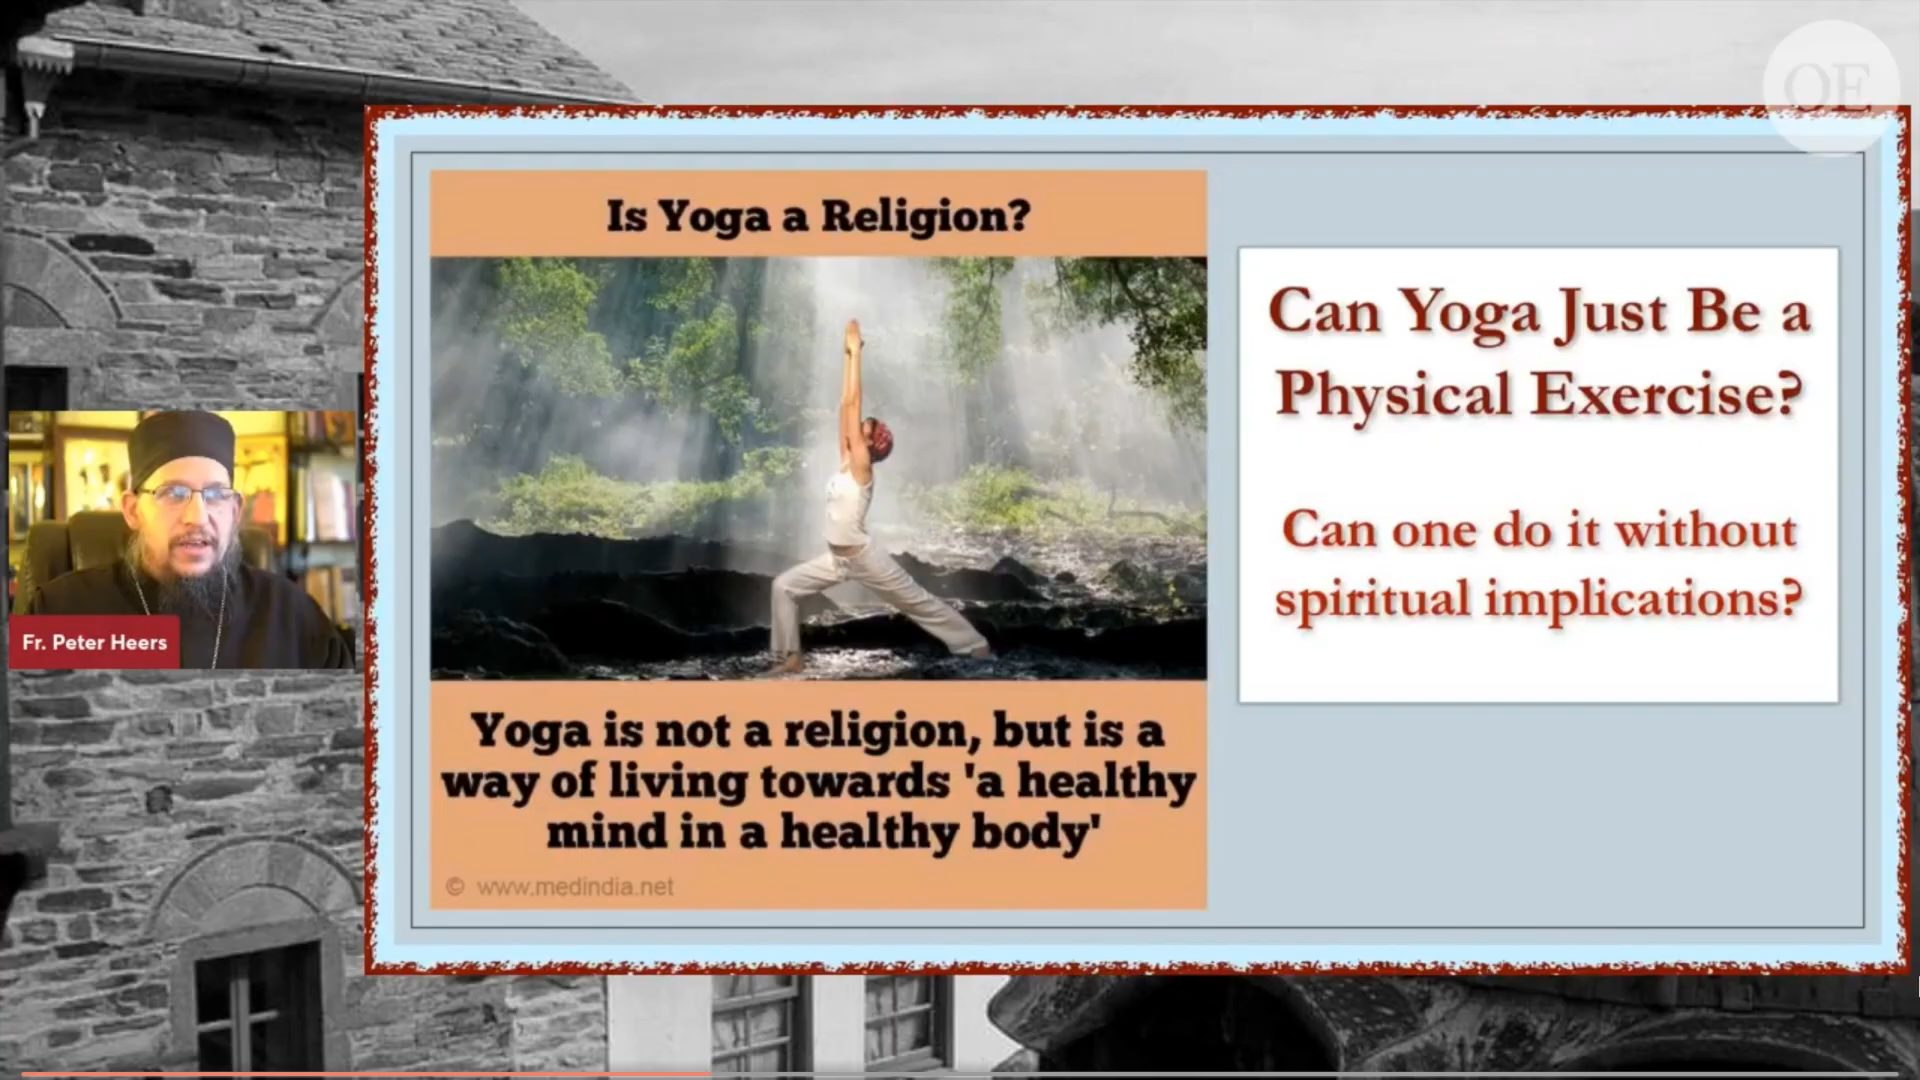 OE
Is Yoga a Religion?
Can Yoga Just Be a
Physical Exercise?
Can one do it without
spiritual implications?
Fr. Peter Heers
Yoga is not a religion, but is a
way of living towards 'a healthy
mind in a healthy body'
© www.medindia.net